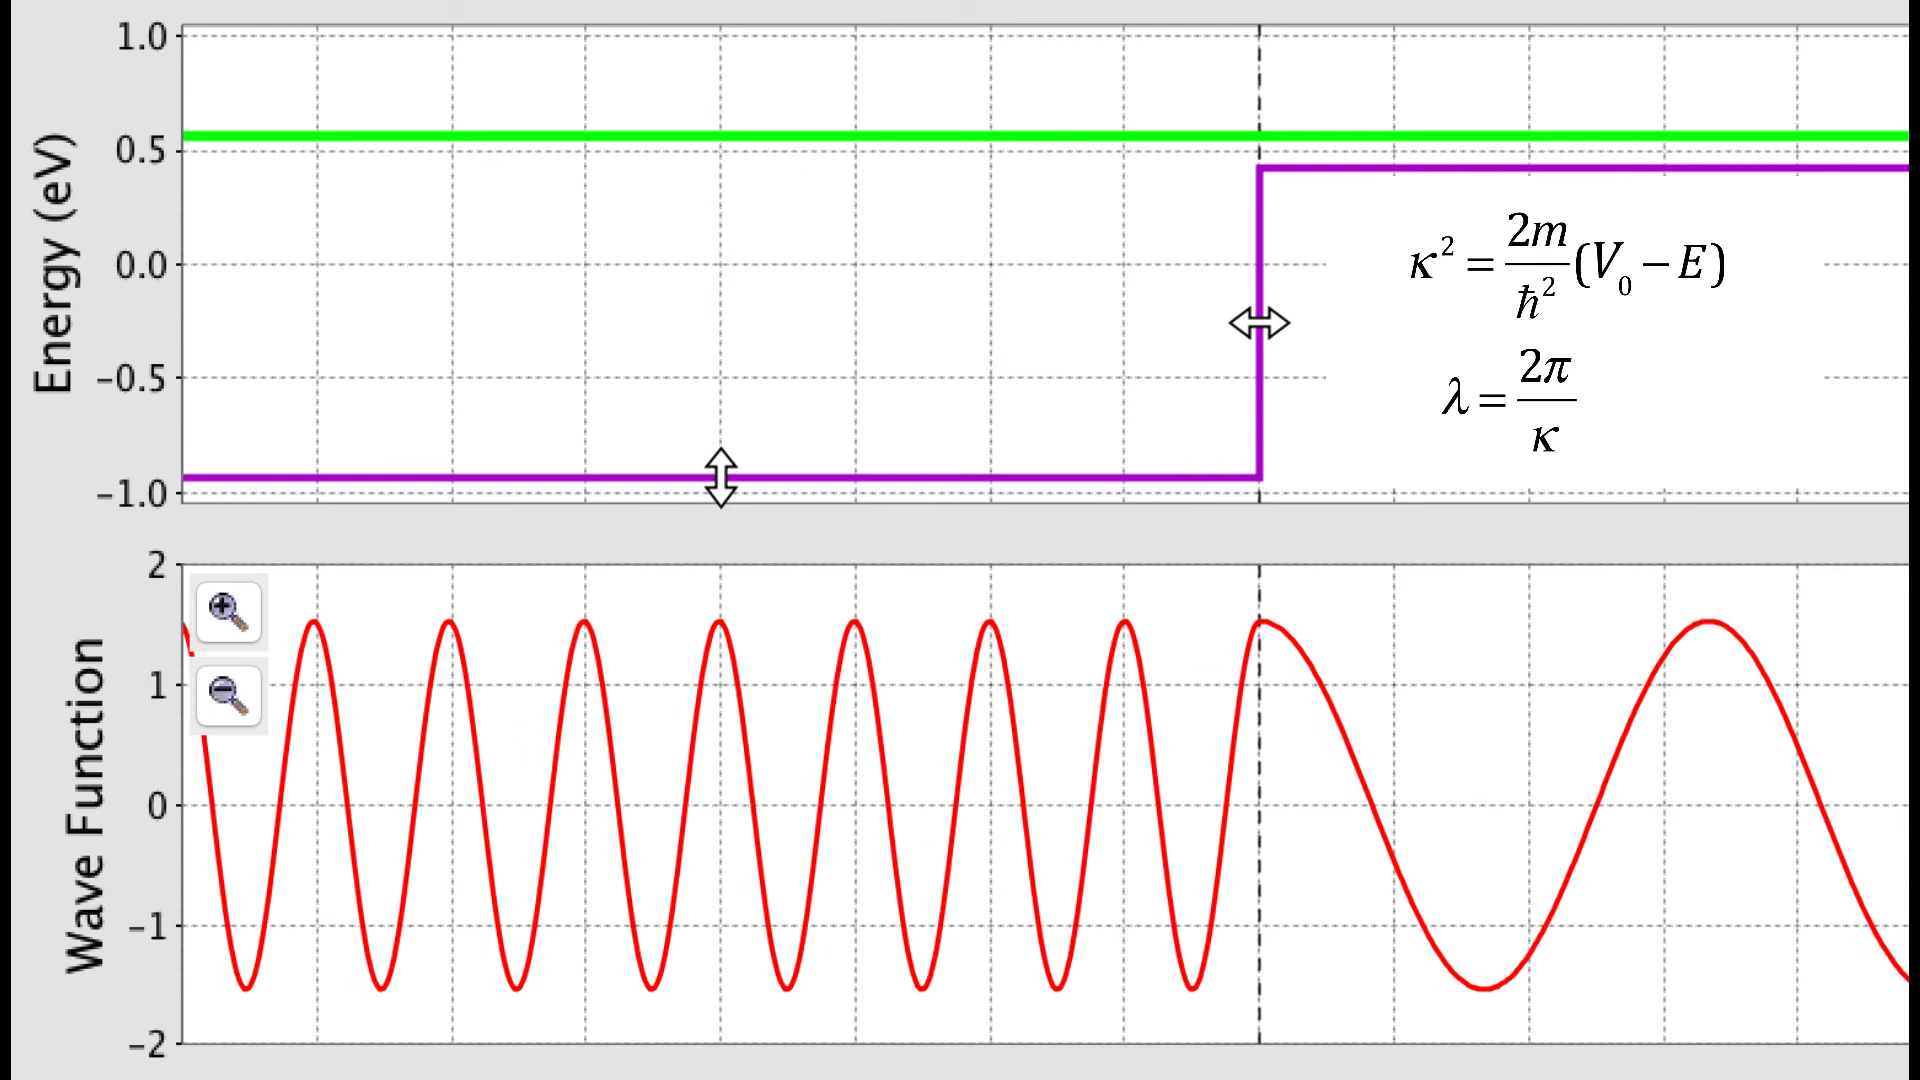 1.0
0.5
0.0
−0.5
−1.0
Energy (eV)
κ² = 2m/ħ² (V₀ − E)
λ = 2π/κ
2
1
0
−1
−2
Wave Function